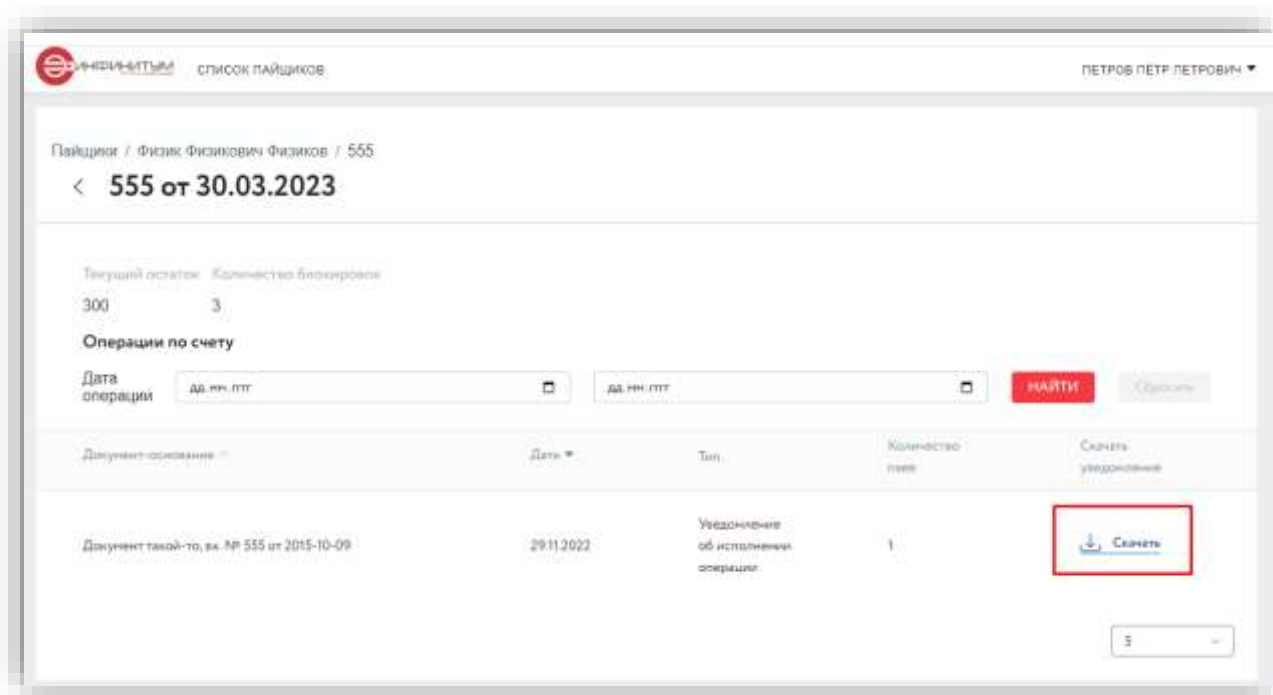 ИНФИНИТУМ СПИСОК ПАЙЩИКОВ ПЕТРОВ ПЁТР ПЕТРОВИЧ
Пайщики / Физик Физикович Физиков / 555
555 от 30.03.2023
Текущий остаток Количество блокировок
300 3
Операции по счету
Дата операций дд.мм.гггг дд.мм.гггг НАЙТИ Сбросить
Документ-основание Дата Тип Количество паев Скачать уведомление
Документ такой-то, вх. № 555 от 2015-10-09 29.11.2022 Уведомление об исполнении операции 1 Скачать
5